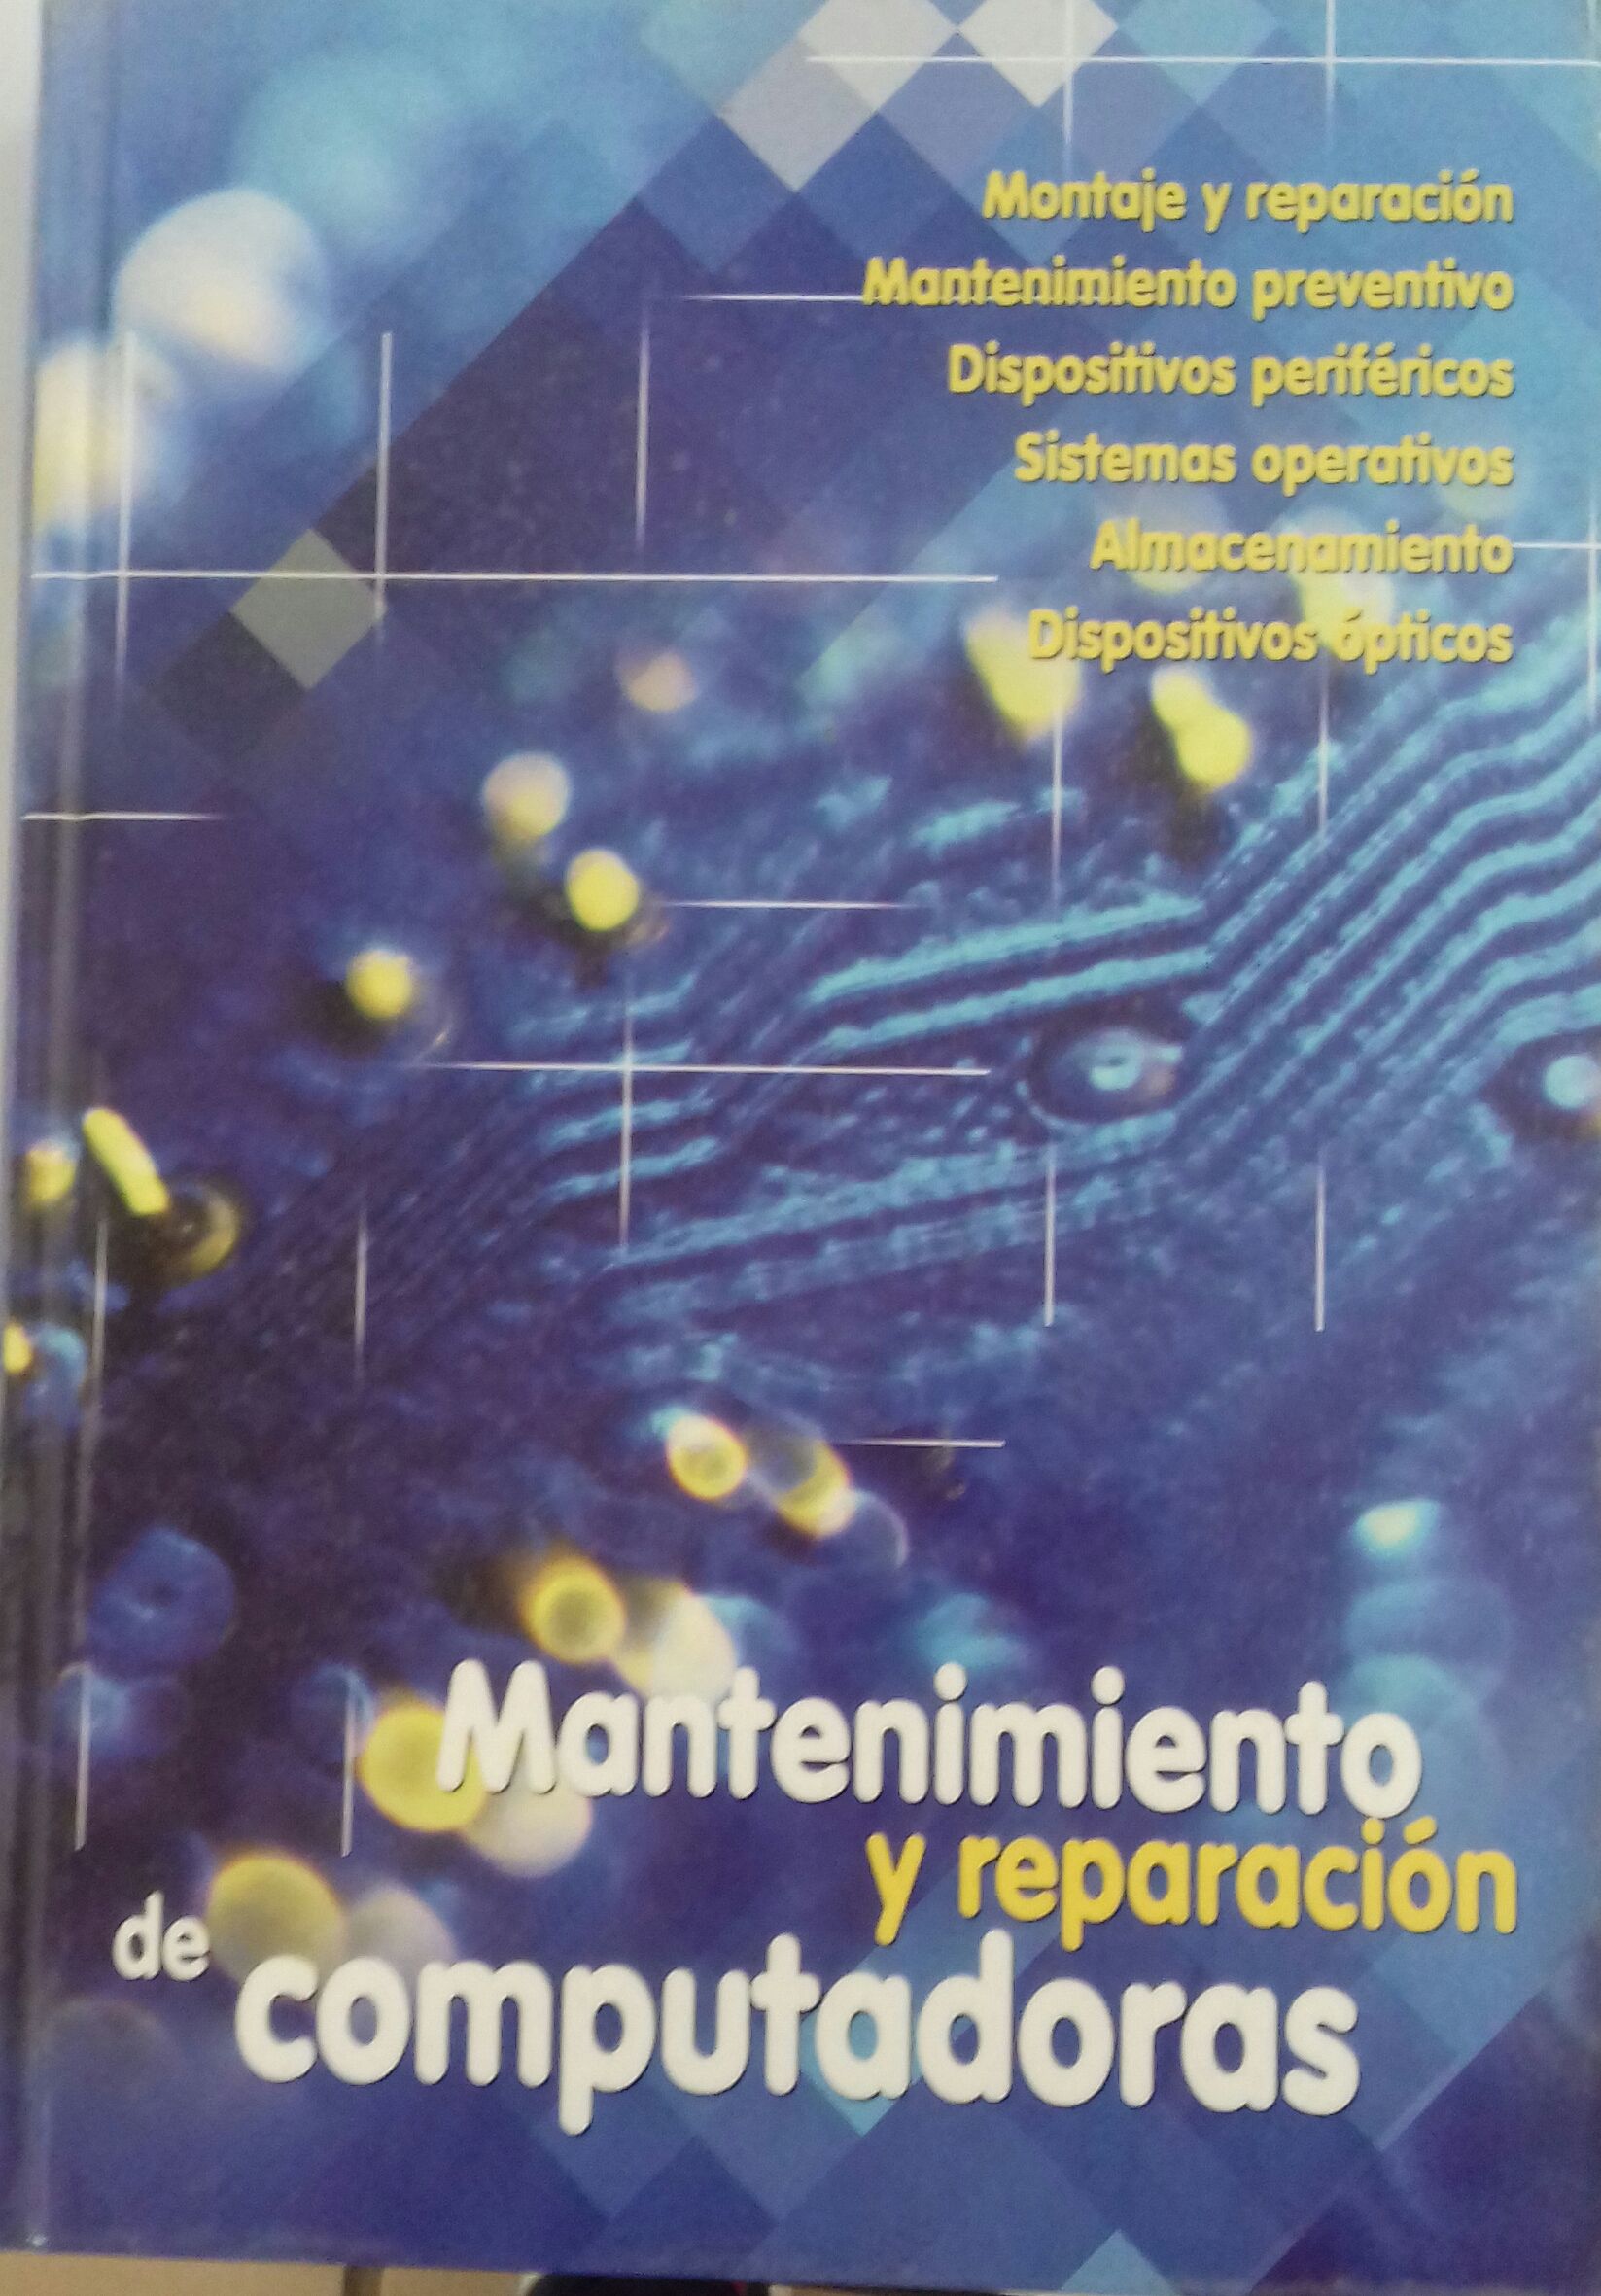 Montaje y reparación
Mantenimiento preventivo
Dispositivos periféricos
Sistemas operativos
Almacenamiento
Dispositivos ópticos
Mantenimiento
y reparación
de computadoras